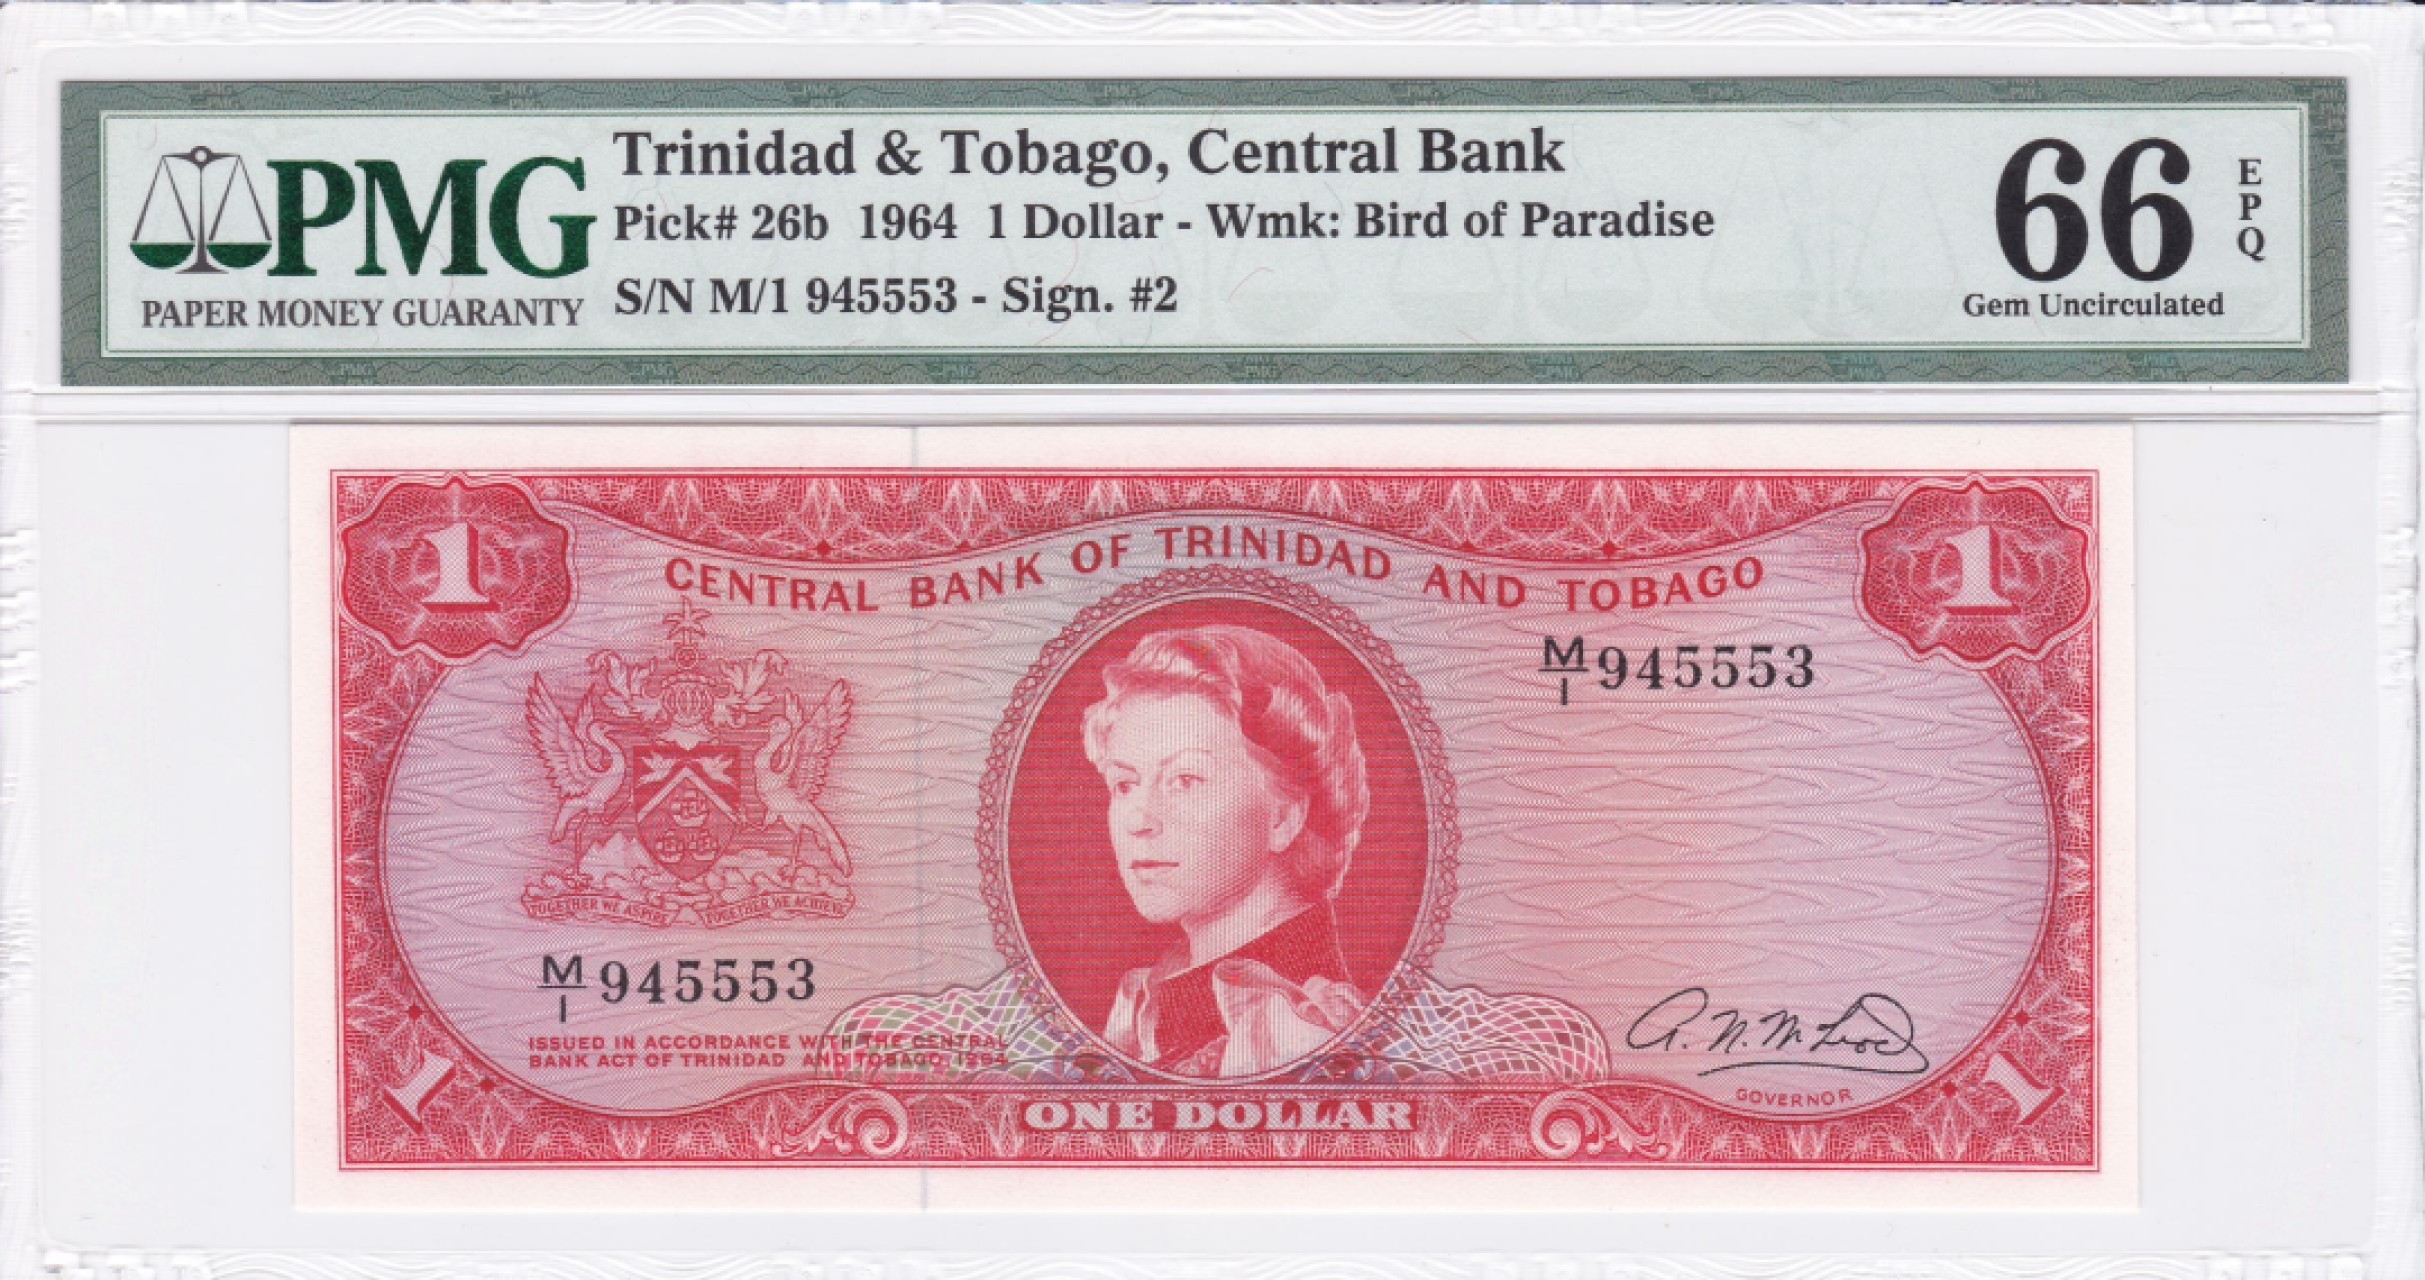 PMG
PAPER MONEY GUARANTY
Trinidad & Tobago, Central Bank
Pick# 26b 1964 1 Dollar - Wmk: Bird of Paradise
S/N M/1 945553 - Sign. #2
66
EPQ
Gem Uncirculated
1
1
CENTRAL BANK OF TRINIDAD AND TOBAGO
M/1 945553
TOGETHER WE ASPIRE TOGETHER WE ACHIEVE
M/1 945553
ISSUED IN ACCORDANCE WITH THE CENTRAL
BANK ACT OF TRINIDAD AND TOBAGO 1964
A. N. McLeod
GOVERNOR
1
ONE DOLLAR
1